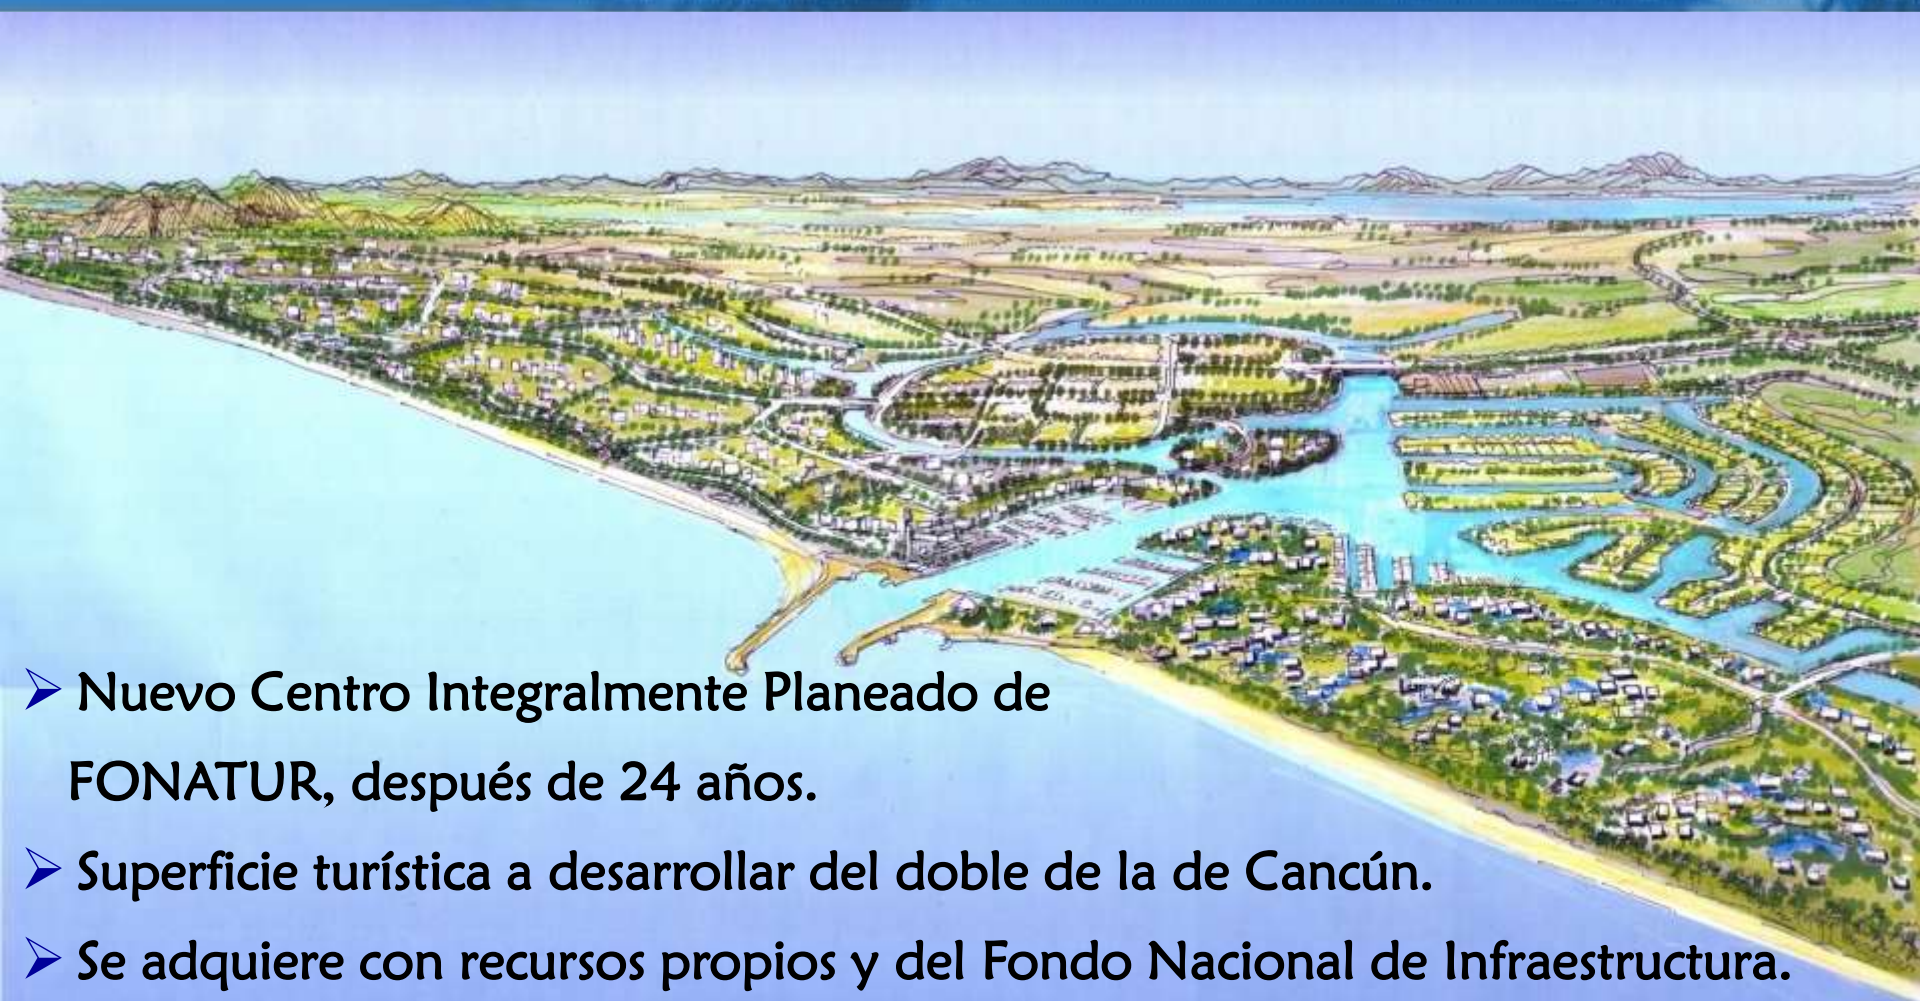 ➢ Nuevo Centro Integralmente Planeado de
FONATUR, después de 24 años.
➢ Superficie turística a desarrollar del doble de la de Cancún.
➢ Se adquiere con recursos propios y del Fondo Nacional de Infraestructura.